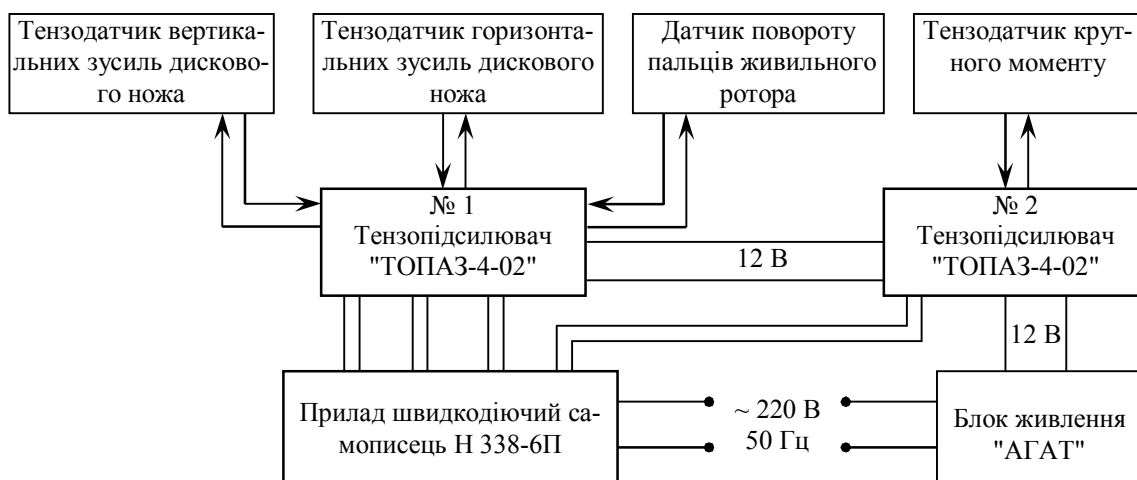 Тензодатчик вертика-
льних зусиль дисково-
го ножа
Тензодатчик горизонта-
льних зусиль дискового
ножа
Датчик повороту
пальців живильного
ротора
Тензодатчик крут-
ного моменту
№ 1
Тензопідсилювач
"ТОПАЗ-4-02"
12 В
№ 2
Тензопідсилювач
"ТОПАЗ-4-02"
12 В
Прилад швидкодіючий са-
мописець Н 338-6П
~ 220 В
50 Гц
Блок живлення
"АГАТ"